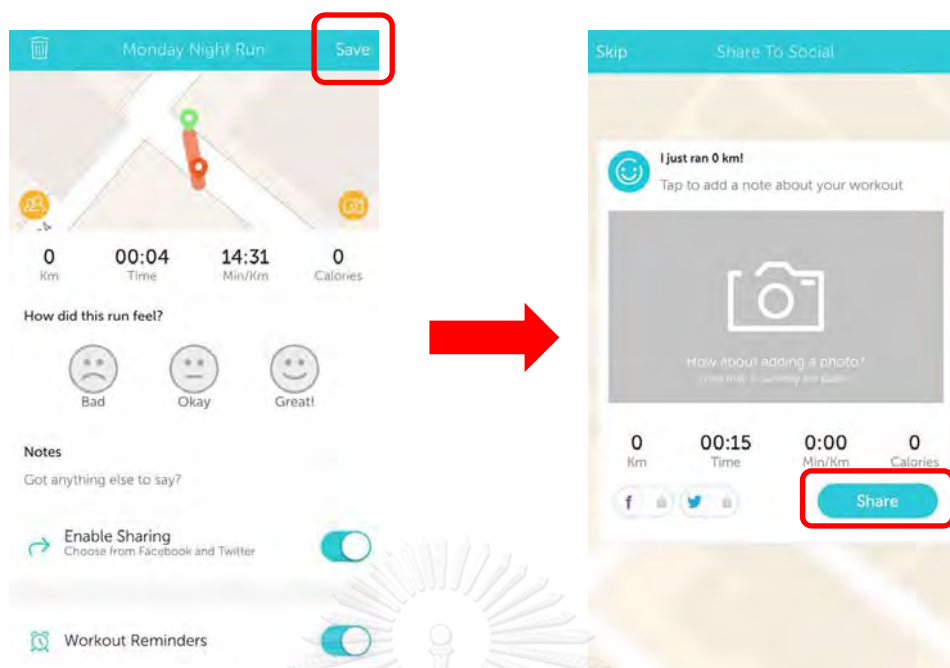 Monday Night Run
Save
0
Km
00:04
Time
14:31
Min/Km
0
Calories
How did this run feel?
Bad
Okay
Great!
Notes
Got anything else to say?
Enable Sharing
Choose from Facebook and Twitter
Workout Reminders
Skip
Share To Social
I just ran 0 km!
Tap to add a note about your workout
How about adding a photo?
0
Km
00:15
Time
0:00
Min/Km
0
Calories
Share